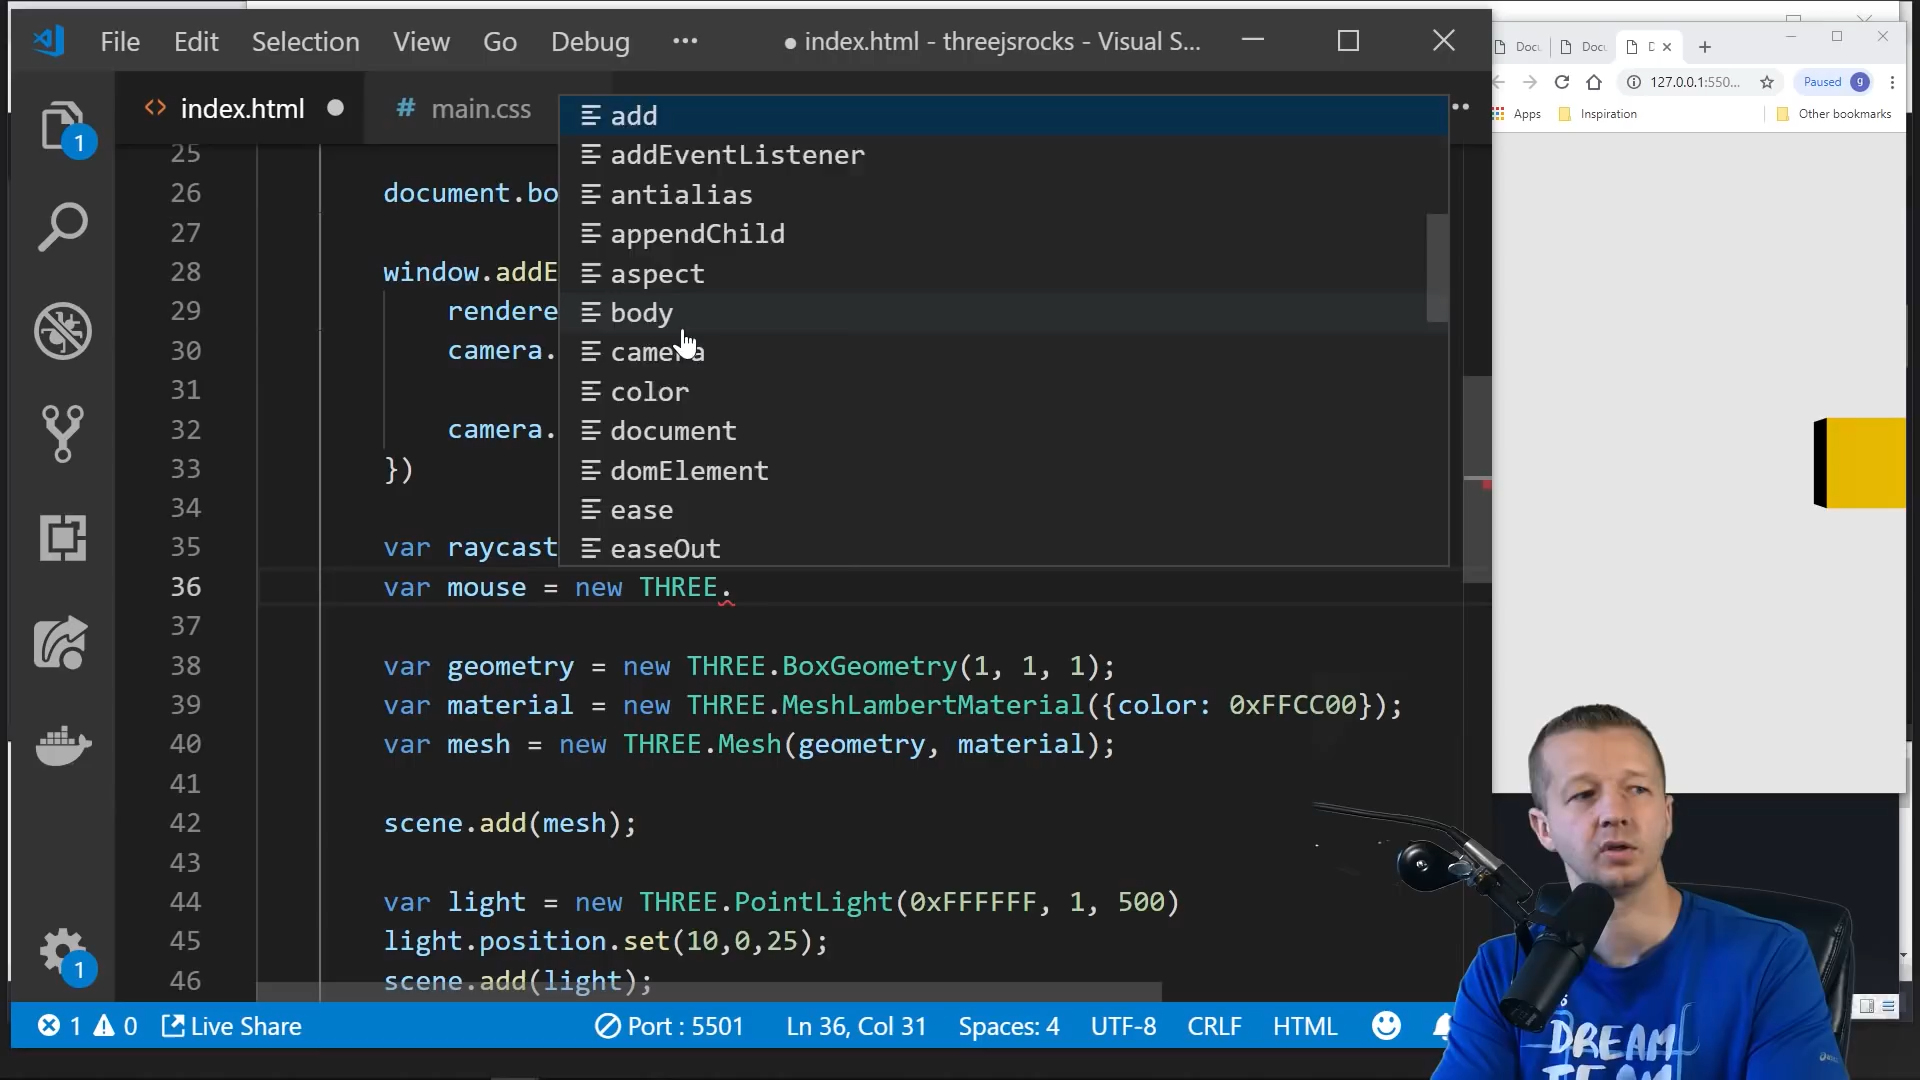 File Edit Selection View Go Debug ··· ● index.html - threejsrocks - Visual S...
127.0.0.1:550... Paused g
Apps Inspiration Other bookmarks
1
index.html
# main.css
add
addEventListener
antialias
appendChild
aspect
body
camera
color
document
domElement
ease
easeOut
25
26 document.bo
27
28 window.addE
29 rendere
30 camera.
31
32 camera.
33 })
34
35 var raycast
36 var mouse = new THREE.
37
38 var geometry = new THREE.BoxGeometry(1, 1, 1);
39 var material = new THREE.MeshLambertMaterial({color: 0xFFCC00});
40 var mesh = new THREE.Mesh(geometry, material);
41
42 scene.add(mesh);
43
44 var light = new THREE.PointLight(0xFFFFFF, 1, 500)
45 light.position.set(10,0,25);
46 scene.add(light);
1
1 0 Live Share Port : 5501 Ln 36, Col 31 Spaces: 4 UTF-8 CRLF HTML
DREAM
TEAM